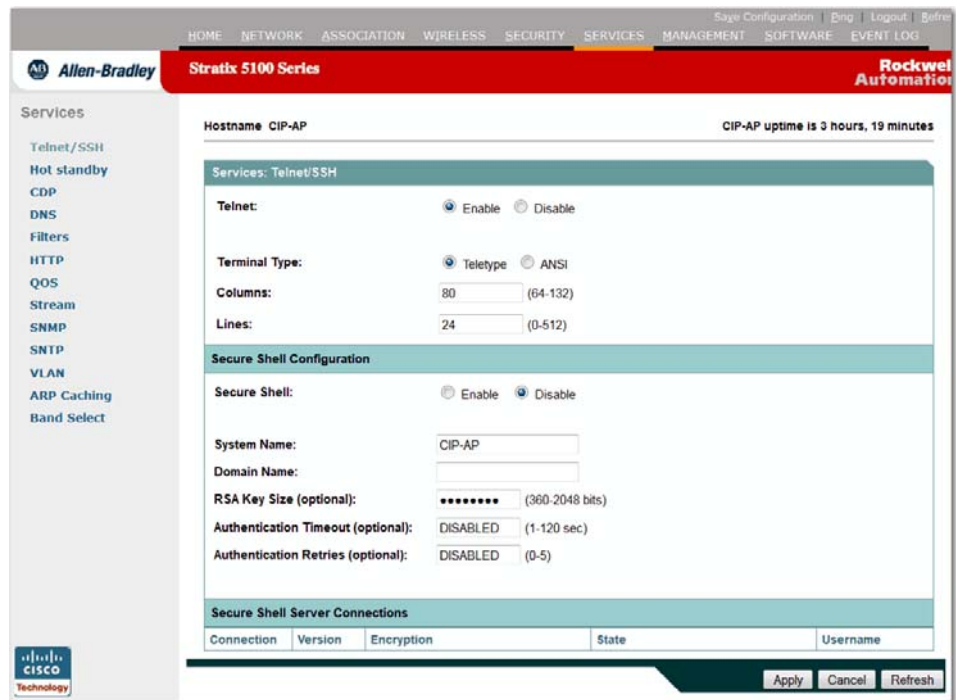 Save Configuration | Ping | Logout | Refre
HOME NETWORK ASSOCIATION WIRELESS SECURITY SERVICES MANAGEMENT SOFTWARE EVENT LOG
AB Allen-Bradley
Stratix 5100 Series
Rockwel
Automation
Services
Hostname CIP-AP
CIP-AP uptime is 3 hours, 19 minutes
Telnet/SSH
Hot standby
CDP
DNS
Filters
HTTP
QOS
Stream
SNMP
SNTP
VLAN
ARP Caching
Band Select
Services: Telnet/SSH
Telnet: Enable Disable
Terminal Type: Teletype ANSI
Columns: 80 (64-132)
Lines: 24 (0-512)
Secure Shell Configuration
Secure Shell: Enable Disable
System Name: CIP-AP
Domain Name:
RSA Key Size (optional): •••••••• (360-2048 bits)
Authentication Timeout (optional): DISABLED (1-120 sec)
Authentication Retries (optional): DISABLED (0-5)
Secure Shell Server Connections
Connection Version Encryption State Username
Apply Cancel Refresh
CISCO
Technology